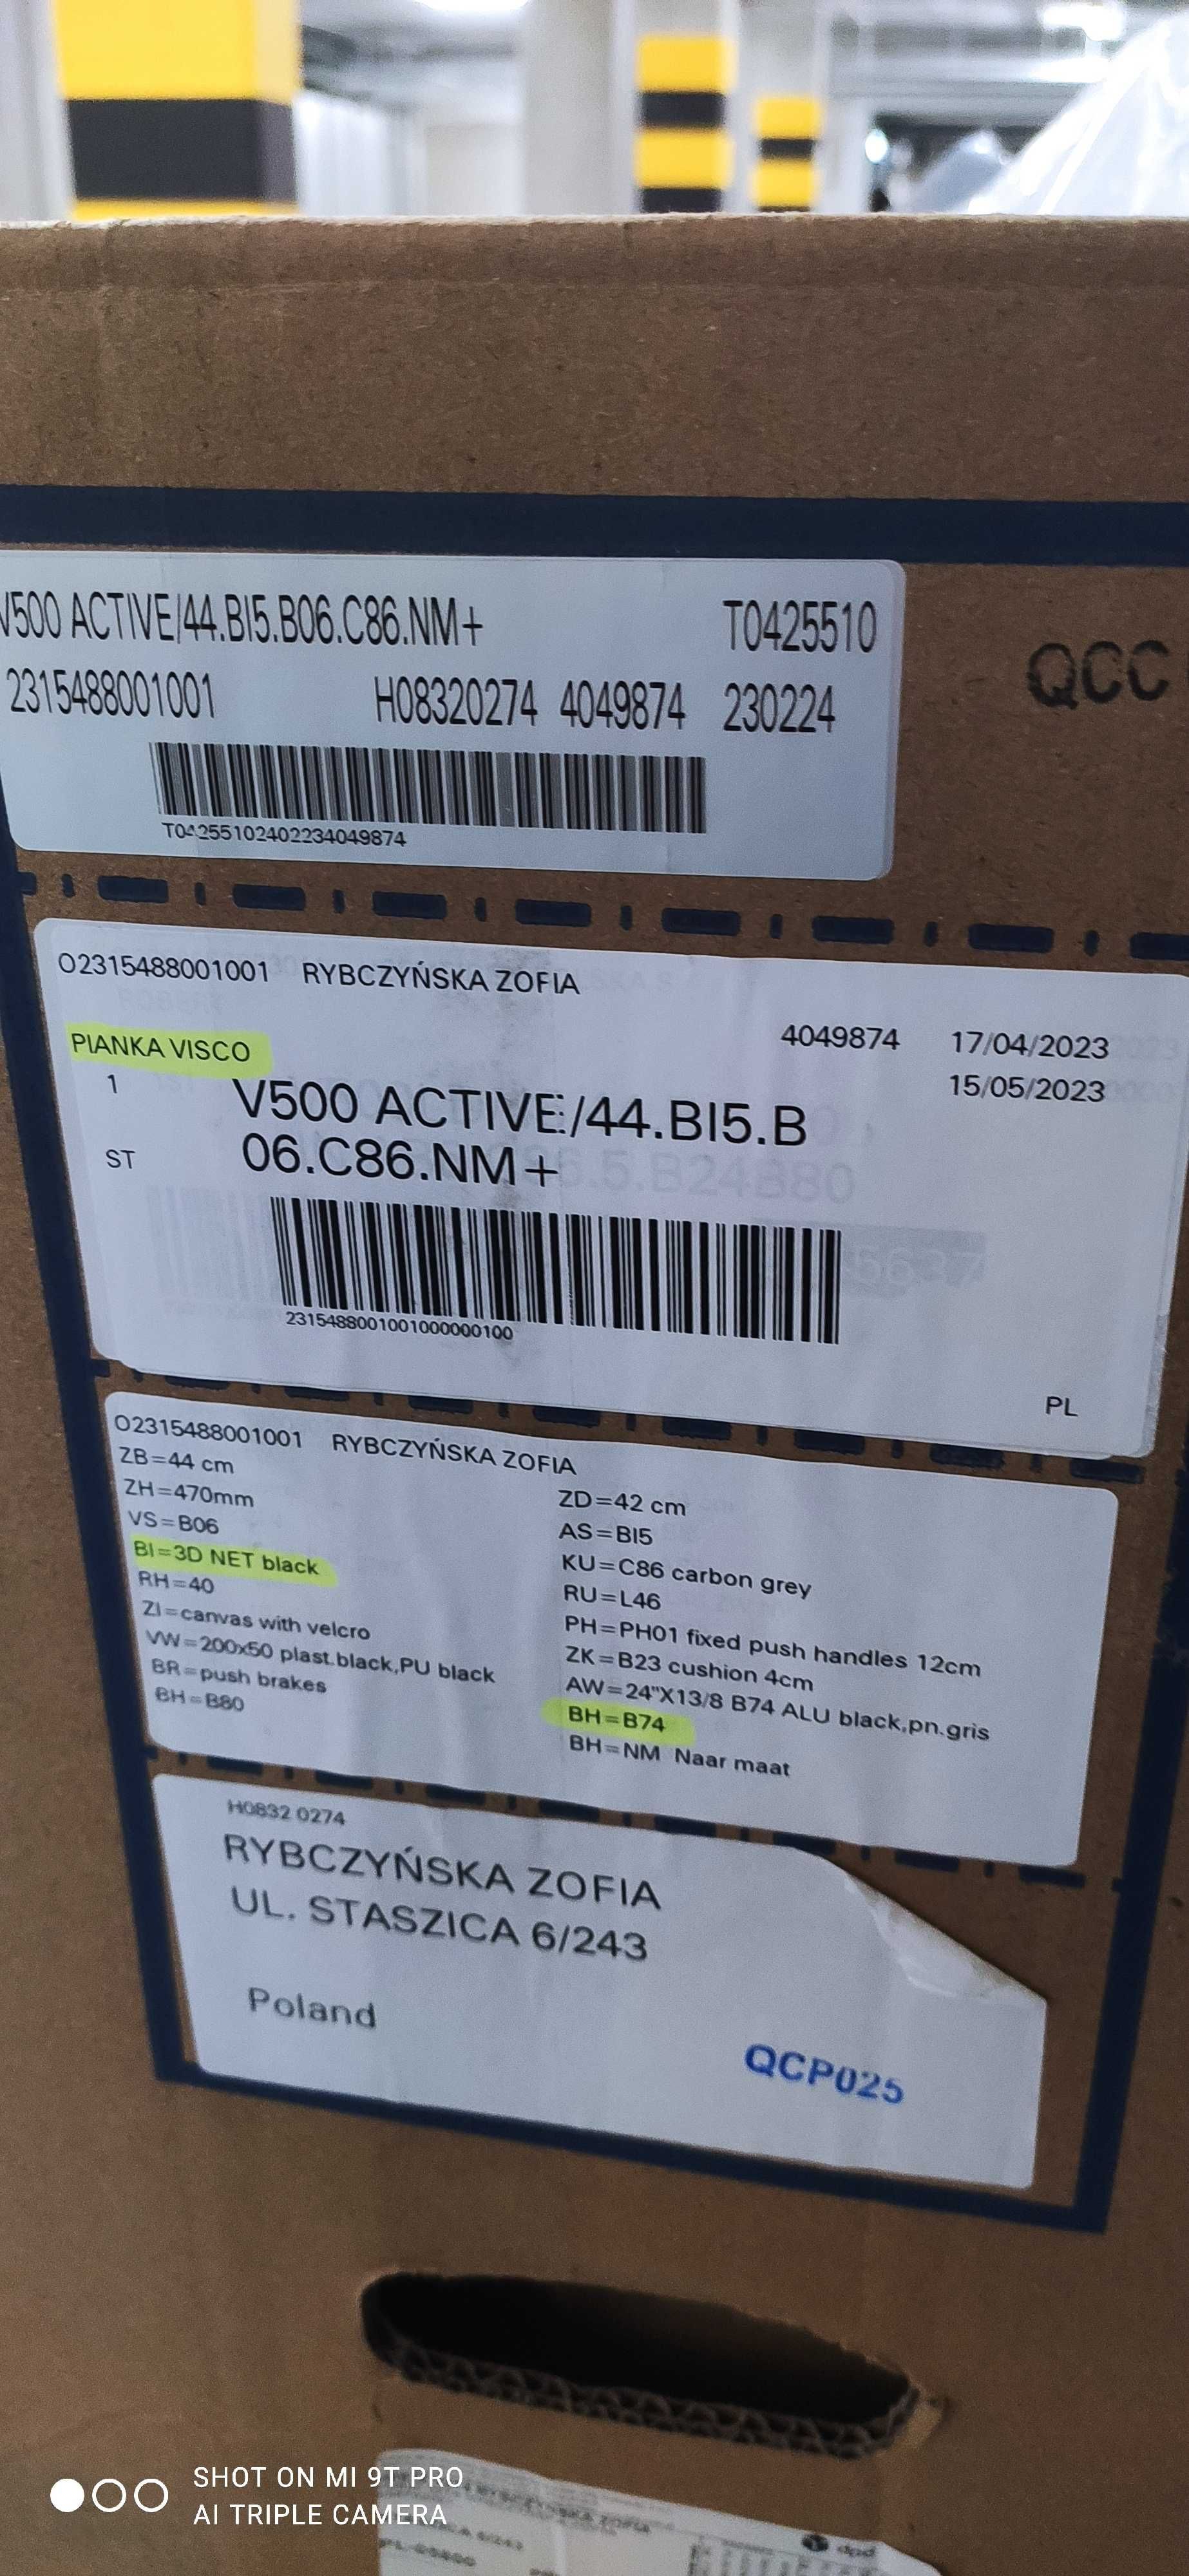 V500 ACTIVE/44.BI5.B06.C86.NM+ T0425510
2315488001001 H08320274 4049874 230224
T04255102402234049874
QCC
O2315488001001 RYBCZYŃSKA ZOFIA
PIANKA VISCO 4049874 17/04/2023
1 15/05/2023
V500 ACTIVE/44.BI5.B
ST 06.C86.NM+
2315488001001000000100
PL
O2315488001001 RYBCZYŃSKA ZOFIA
ZB=44 cm ZD=42 cm
ZH=470mm AS=BI5
VS=B06 KU=C86 carbon grey
BI=3D NET black RU=L46
RH=40 PH=PH01 fixed push handles 12cm
ZI=canvas with velcro ZK=B23 cushion 4cm
VW=200x50 plast.black,PU black AW=24"X13/8 B74 ALU black,pn.gris
BR=push brakes BH=B74
BH=B80 BH=NM Naar maat
H0832 0274
RYBCZYŃSKA ZOFIA
UL. STASZICA 6/243
Poland
QCP025
SHOT ON MI 9T PRO
AI TRIPLE CAMERA
RYBCZYŃSKA ZOFIA
dpd